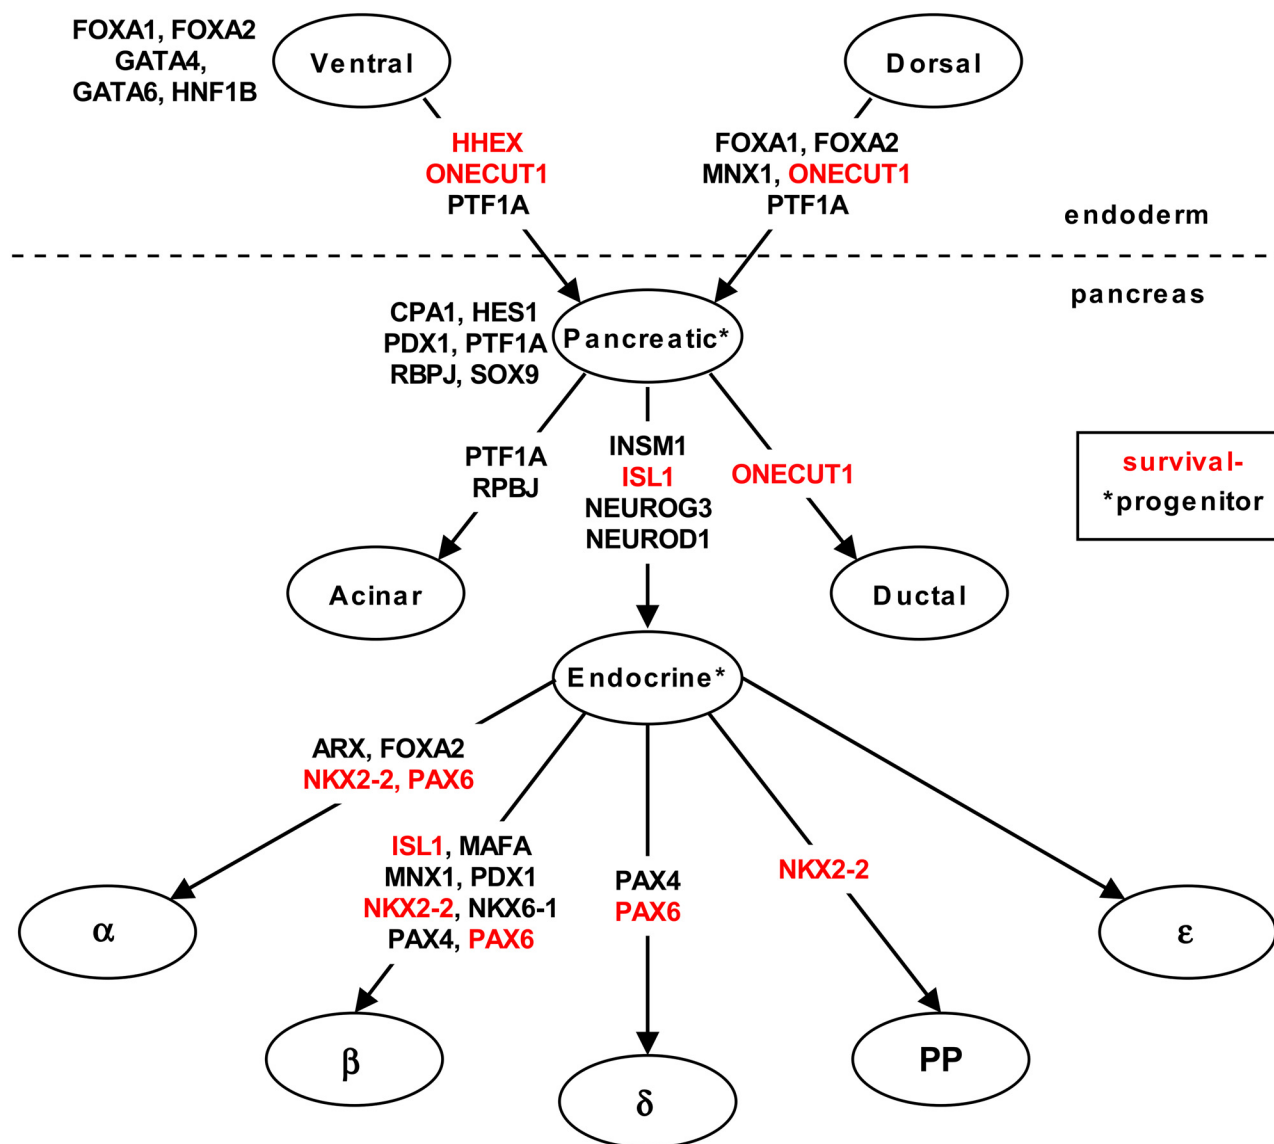 FOXA1, FOXA2
GATA4,
GATA6, HNF1B
Ventral
Dorsal
HHEX
ONECUT1
PTF1A
FOXA1, FOXA2
MNX1, ONECUT1
PTF1A
endoderm
pancreas
CPA1, HES1
PDX1, PTF1A
RBPJ, SOX9
Pancreatic*
PTF1A
RPBJ
INSM1
ISL1
NEUROG3
NEUROD1
ONECUT1
survival-
*progenitor
Acinar
Ductal
Endocrine*
ARX, FOXA2
NKX2-2, PAX6
ISL1, MAFA
MNX1, PDX1
NKX2-2, NKX6-1
PAX4, PAX6
PAX4
PAX6
NKX2-2
α
β
δ
PP
ε